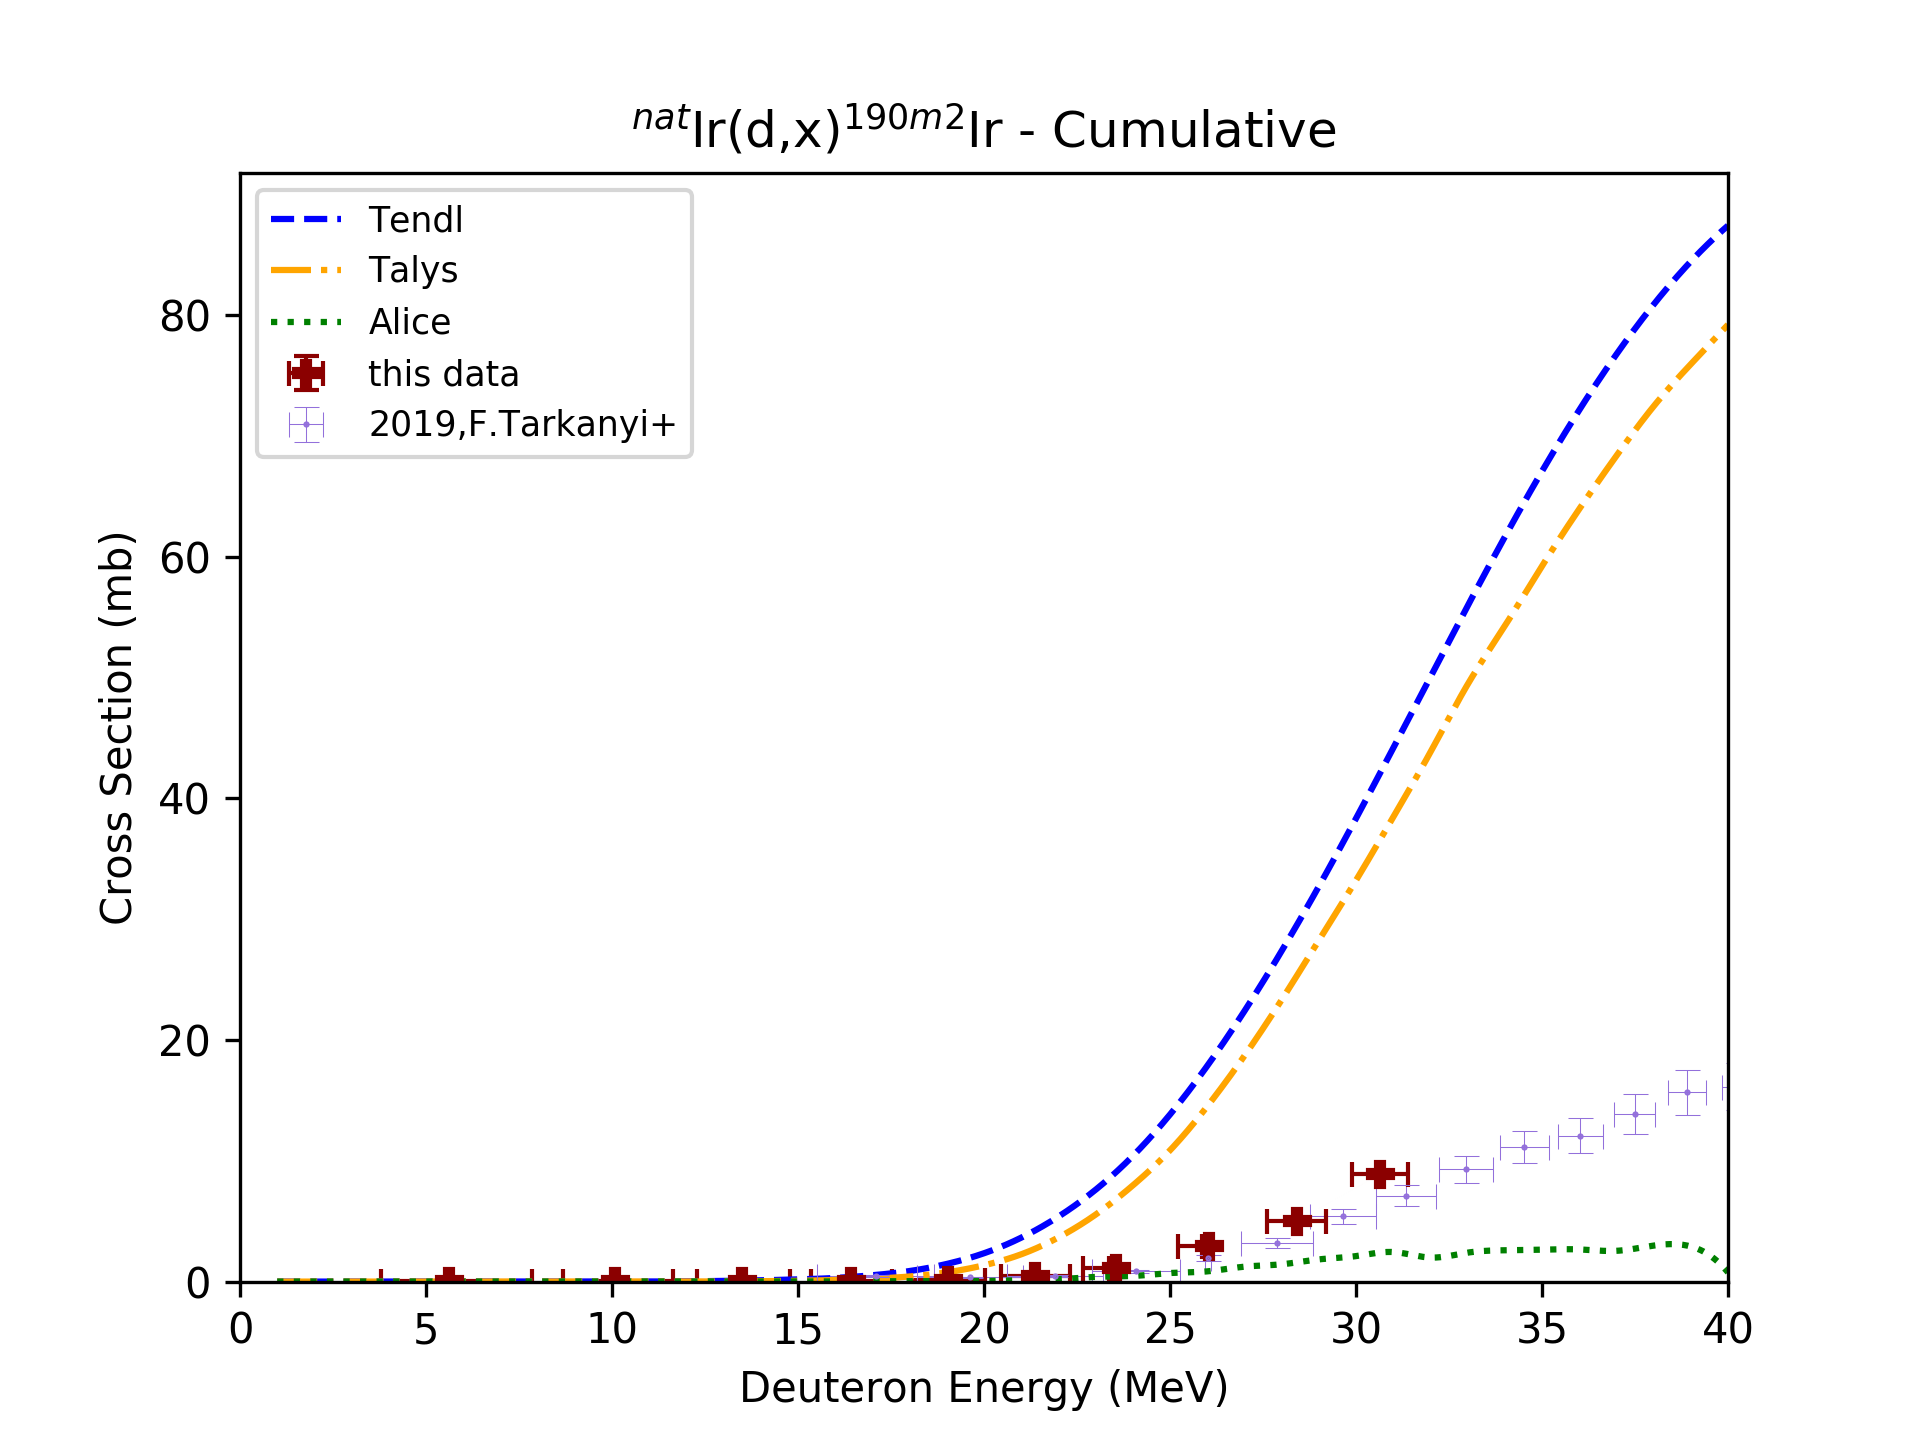 natIr(d,x)190m2Ir - Cumulative
Tendl
Talys
Alice
this data
2019,F.Tarkanyi+
Cross Section (mb)
80
60
40
20
0
0 5 10 15 20 25 30 35 40
Deuteron Energy (MeV)